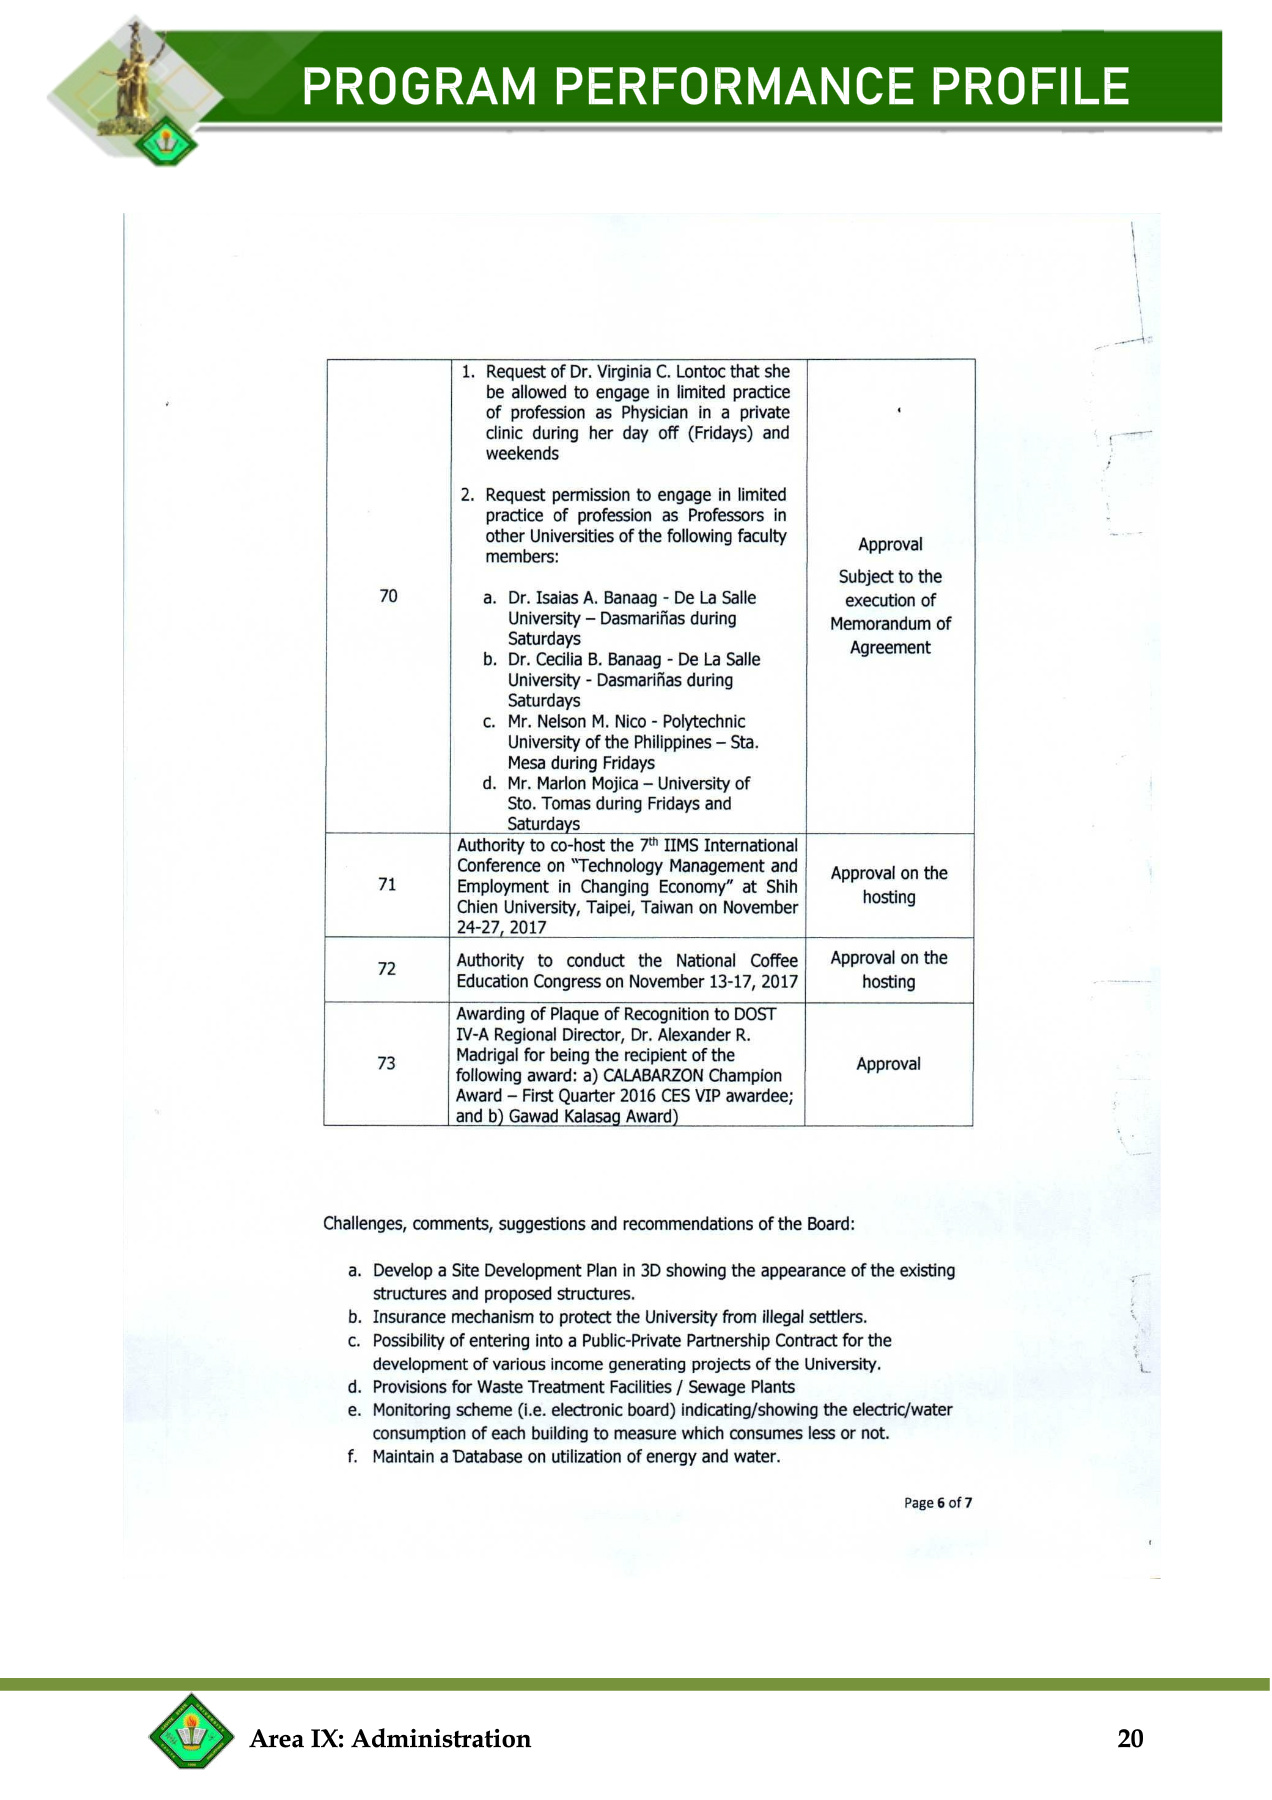 PROGRAM PERFORMANCE PROFILE
1. Request of Dr. Virginia C. Lontoc that she
be allowed to engage in limited practice
of profession as Physician in a private
clinic during her day off (Fridays) and
weekends
2. Request permission to engage in limited
practice of profession as Professors in
other Universities of the following faculty
members:
70
a. Dr. Isaias A. Banaag - De La Salle
University – Dasmariñas during
Saturdays
b. Dr. Cecilia B. Banaag - De La Salle
University - Dasmariñas during
Saturdays
c. Mr. Nelson M. Nico - Polytechnic
University of the Philippines – Sta.
Mesa during Fridays
d. Mr. Marlon Mojica – University of
Sto. Tomas during Fridays and
Saturdays
Approval
Subject to the
execution of
Memorandum of
Agreement
71
Authority to co-host the 7th IIMS International
Conference on "Technology Management and
Employment in Changing Economy" at Shih
Chien University, Taipei, Taiwan on November
24-27, 2017
Approval on the
hosting
72
Authority to conduct the National Coffee
Education Congress on November 13-17, 2017
Approval on the
hosting
73
Awarding of Plaque of Recognition to DOST
IV-A Regional Director, Dr. Alexander R.
Madrigal for being the recipient of the
following award: a) CALABARZON Champion
Award – First Quarter 2016 CES VIP awardee;
and b) Gawad Kalasag Award)
Approval
Challenges, comments, suggestions and recommendations of the Board:
a. Develop a Site Development Plan in 3D showing the appearance of the existing
structures and proposed structures.
b. Insurance mechanism to protect the University from illegal settlers.
c. Possibility of entering into a Public-Private Partnership Contract for the
development of various income generating projects of the University.
d. Provisions for Waste Treatment Facilities / Sewage Plants
e. Monitoring scheme (i.e. electronic board) indicating/showing the electric/water
consumption of each building to measure which consumes less or not.
f. Maintain a Database on utilization of energy and water.
Page 6 of 7
Area IX: Administration
20